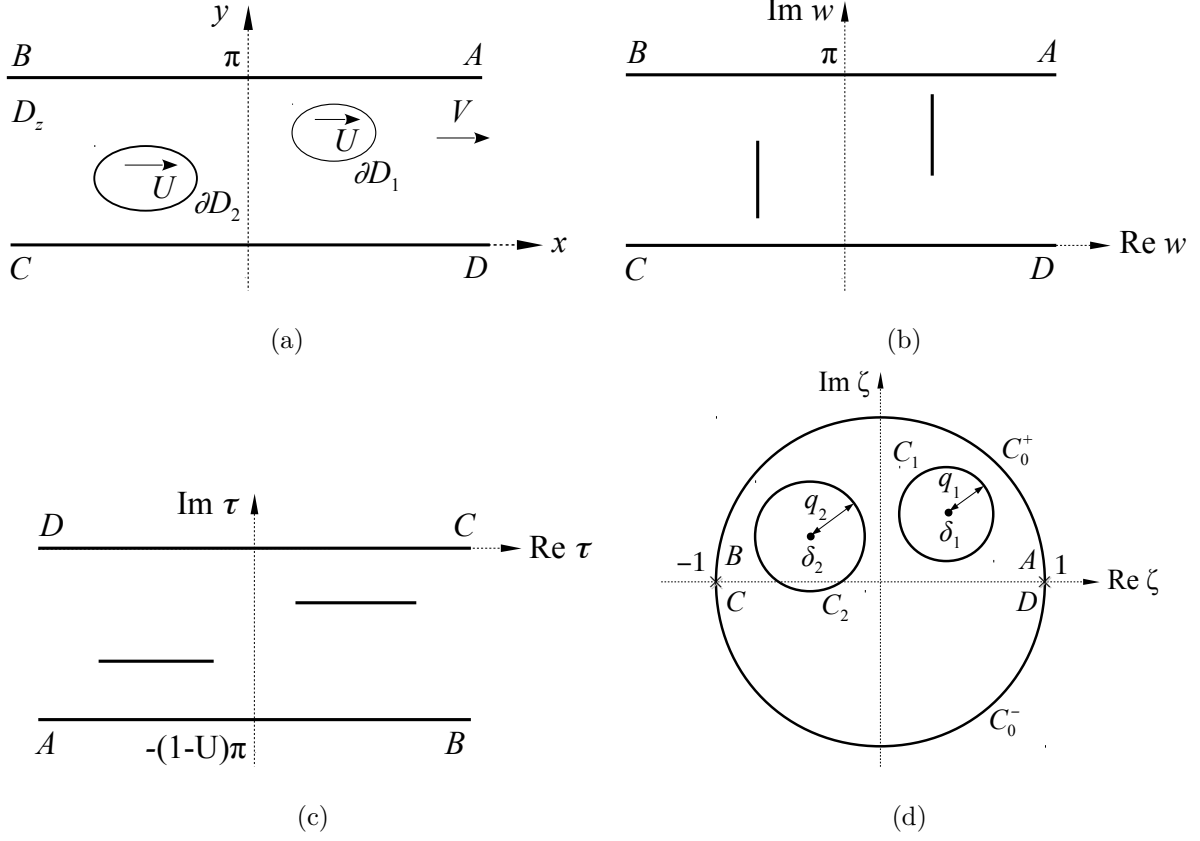 y
B π A
D_z V
U
∂D_1
U
∂D_2
x
C D
(a)
Im w
B π A
Re w
C D
(b)
Im τ
D C
Re τ
-(1-U)π
A B
(c)
Im ζ
C_1 C_0^+
q_1
q_2
δ_1
δ_2
−1 B A 1
Re ζ
C D
C_2
C_0^-
(d)